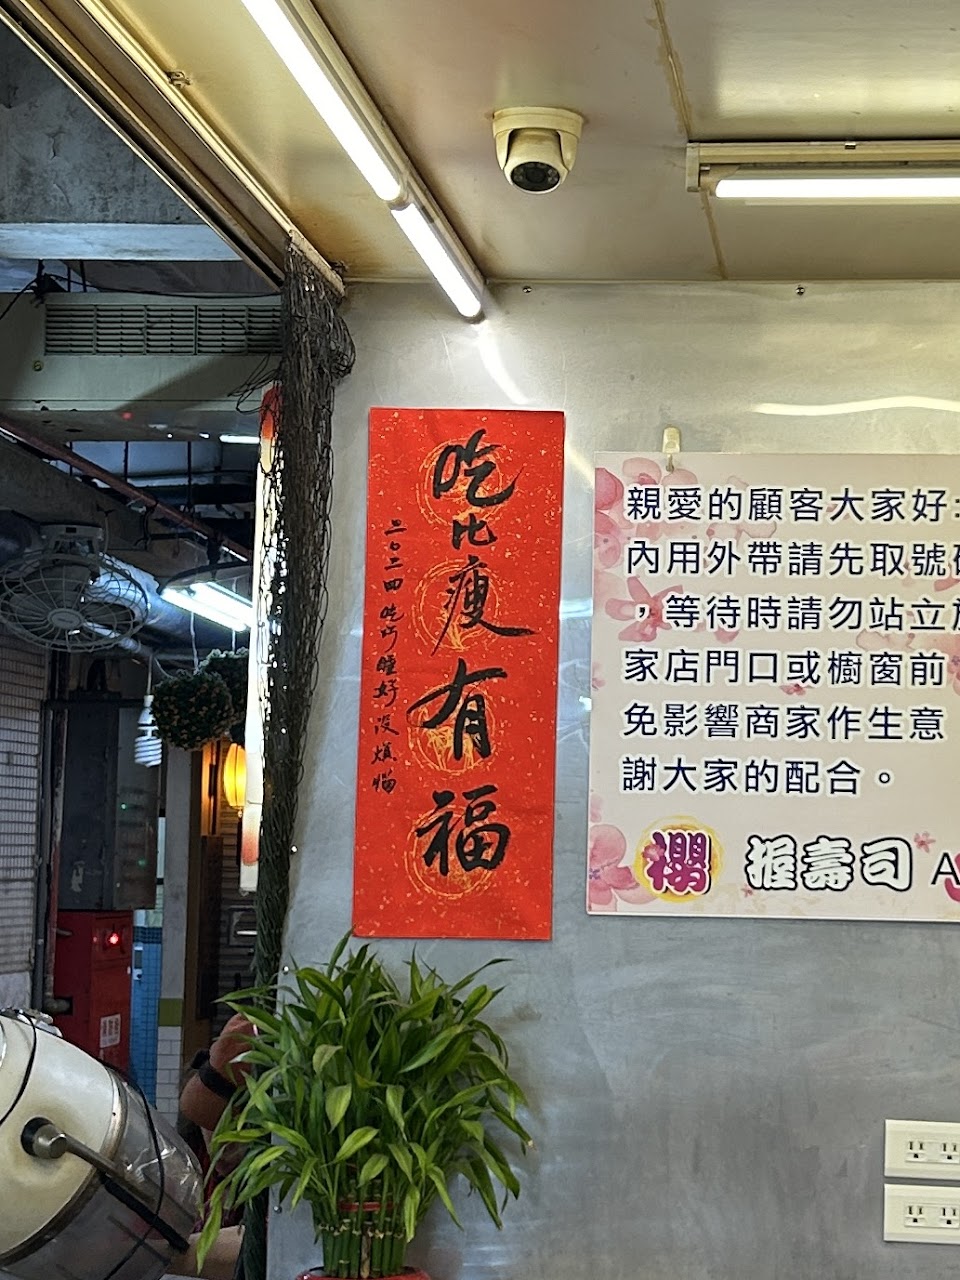 吃比瘦有福
二〇二四吃巧睡好沒煩惱
親愛的顧客大家好:
內用外帶請先取號
，等待時請勿站立於
家店門口或櫥窗前
免影響商家作生意
謝大家的配合。
櫻 握壽司 A